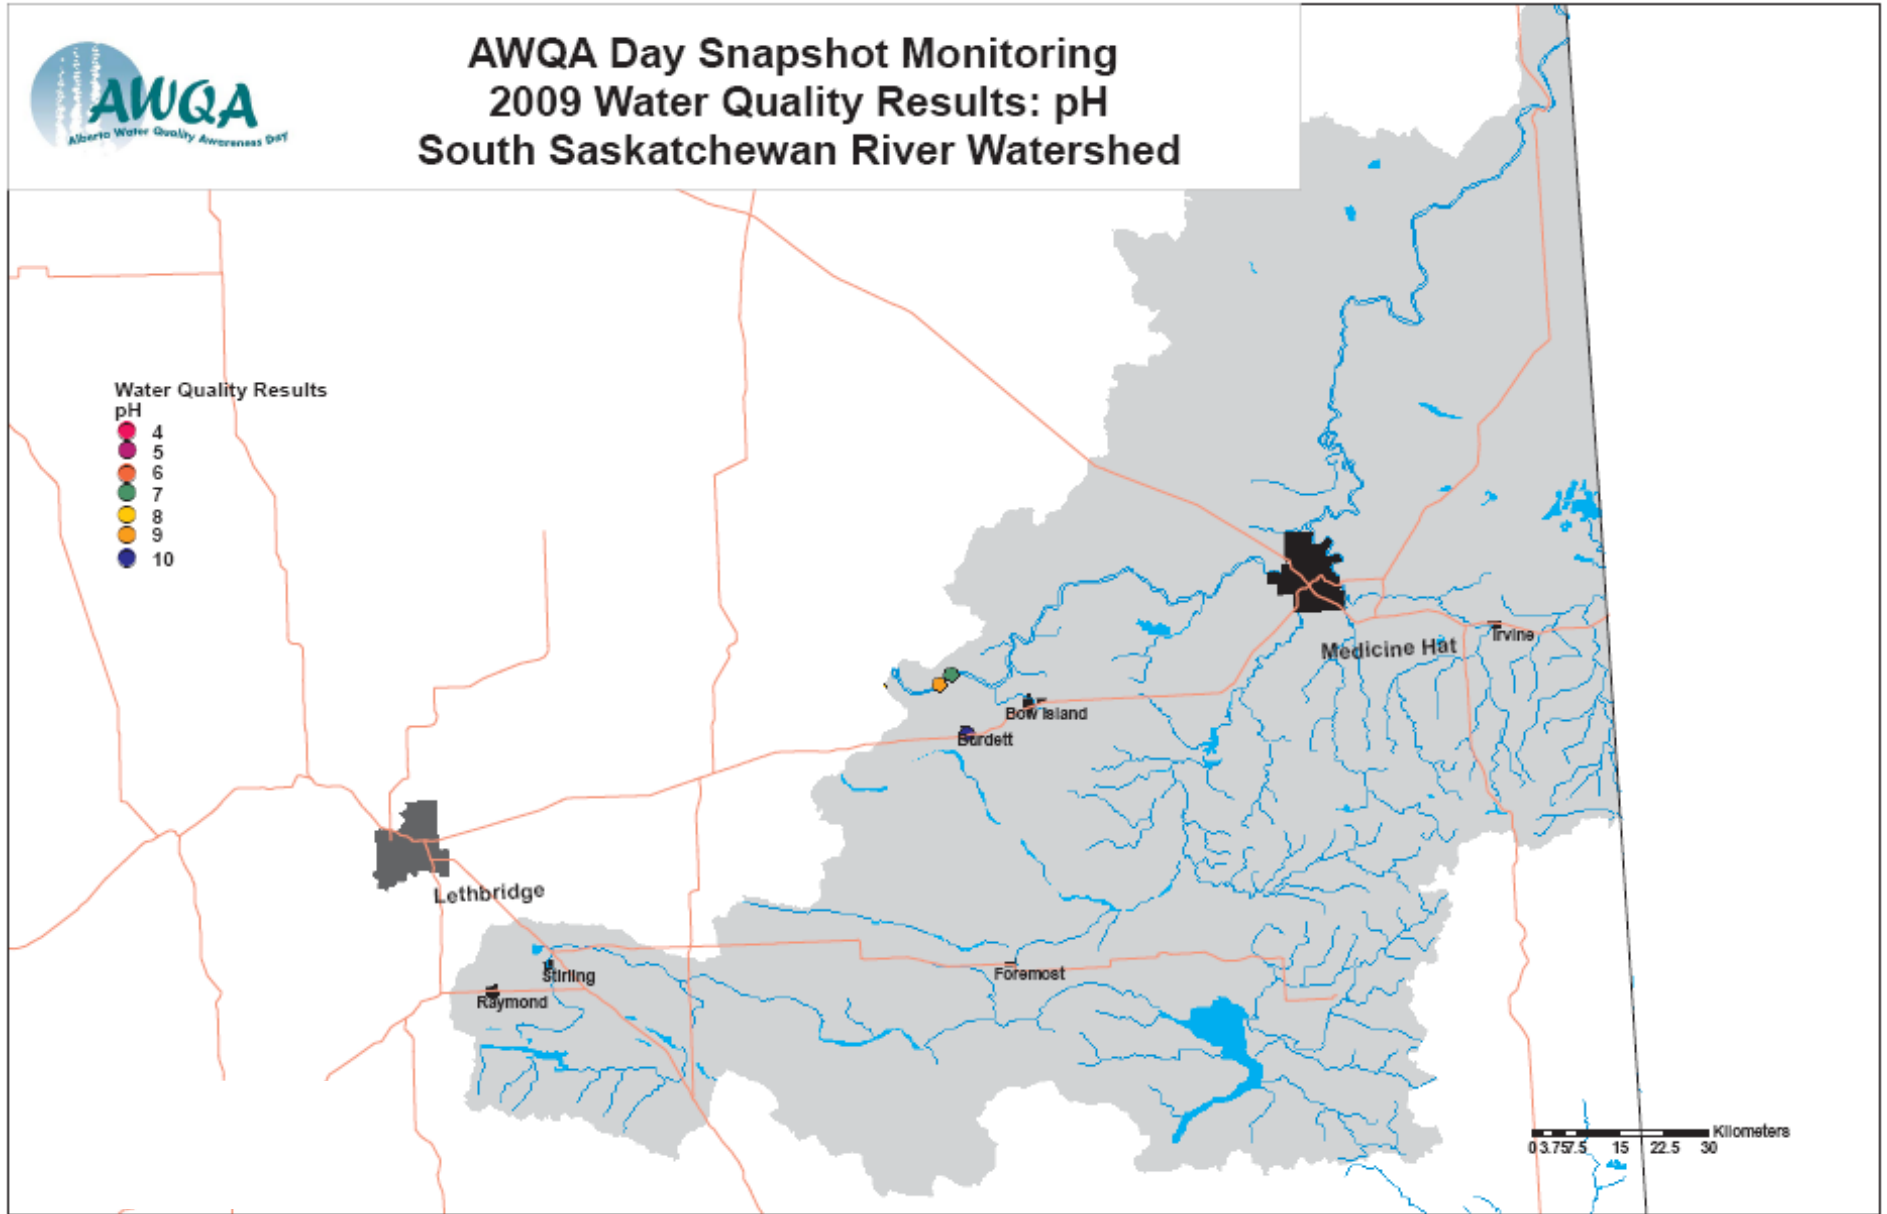 AWQA
Alberta Water Quality Awareness Day
AWQA Day Snapshot Monitoring
2009 Water Quality Results: pH
South Saskatchewan River Watershed
Water Quality Results
pH
4
5
6
7
8
9
10
Medicine Hat
Irvine
Bow Island
Burdett
Lethbridge
Stirling
Raymond
Foremost
Kilometers
0 3.75 7.5 15 22.5 30